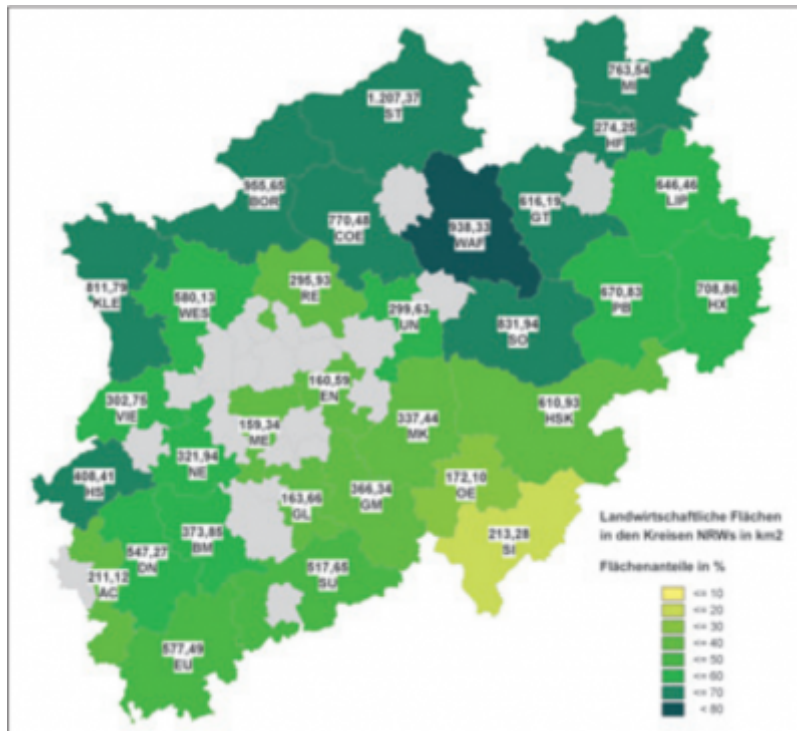 763,54
MI
1.207,37
ST
274,25
HF
955,65
BOR
770,48
COE
938,33
WAF
616,19
GT
646,46
LIP
811,79
KLE
580,13
WES
295,93
RE
299,63
UN
831,94
SO
670,83
PB
708,86
HX
302,75
VIE
160,59
EN
159,34
ME
337,44
MK
610,93
HSK
321,94
NE
408,41
HS
172,10
OE
163,66
GL
366,34
GM
373,85
BM
547,27
DN
213,28
SI
211,12
AC
517,65
SU
577,49
EU
Landwirtschaftliche Flächen
in den Kreisen NRWs in km2
Flächenanteile in %
<= 10
<= 20
<= 30
<= 40
<= 50
<= 60
<= 70
< 80